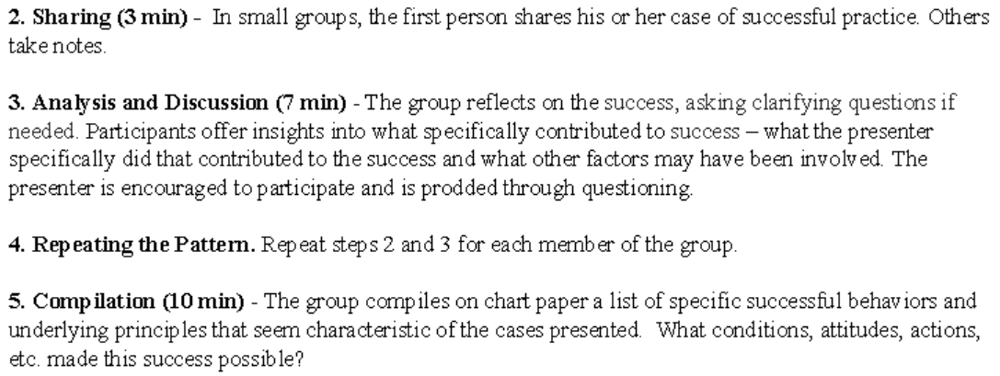 2. Sharing (3 min) - In small groups, the first person shares his or her case of successful practice. Others
take notes.
3. Analysis and Discussion (7 min) - The group reflects on the success, asking clarifying questions if
needed. Participants offer insights into what specifically contributed to success – what the presenter
specifically did that contributed to the success and what other factors may have been involved. The
presenter is encouraged to participate and is prodded through questioning.
4. Repeating the Pattern. Repeat steps 2 and 3 for each member of the group.
5. Compilation (10 min) - The group compiles on chart paper a list of specific successful behaviors and
underlying principles that seem characteristic of the cases presented. What conditions, attitudes, actions,
etc. made this success possible?